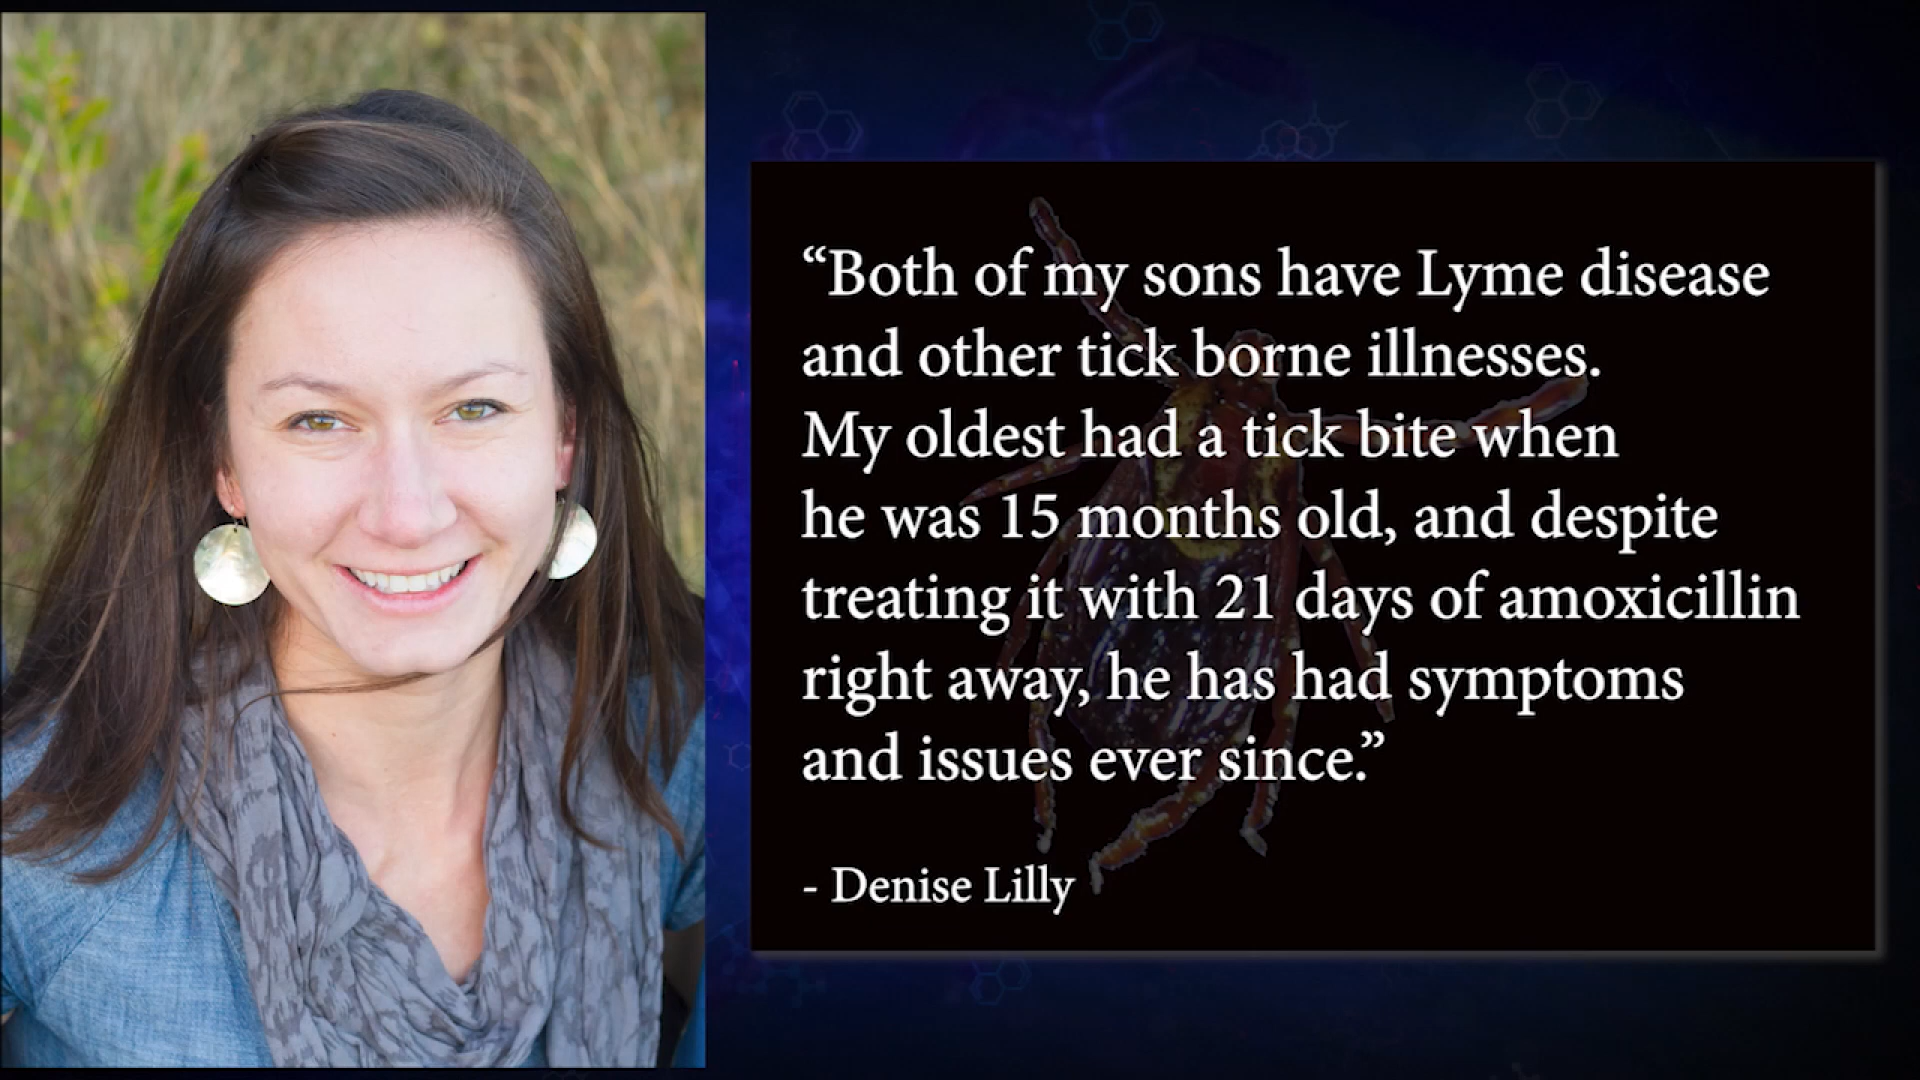 “Both of my sons have Lyme disease
and other tick borne illnesses.
My oldest had a tick bite when
he was 15 months old, and despite
treating it with 21 days of amoxicillin
right away, he has had symptoms
and issues ever since.”
- Denise Lilly